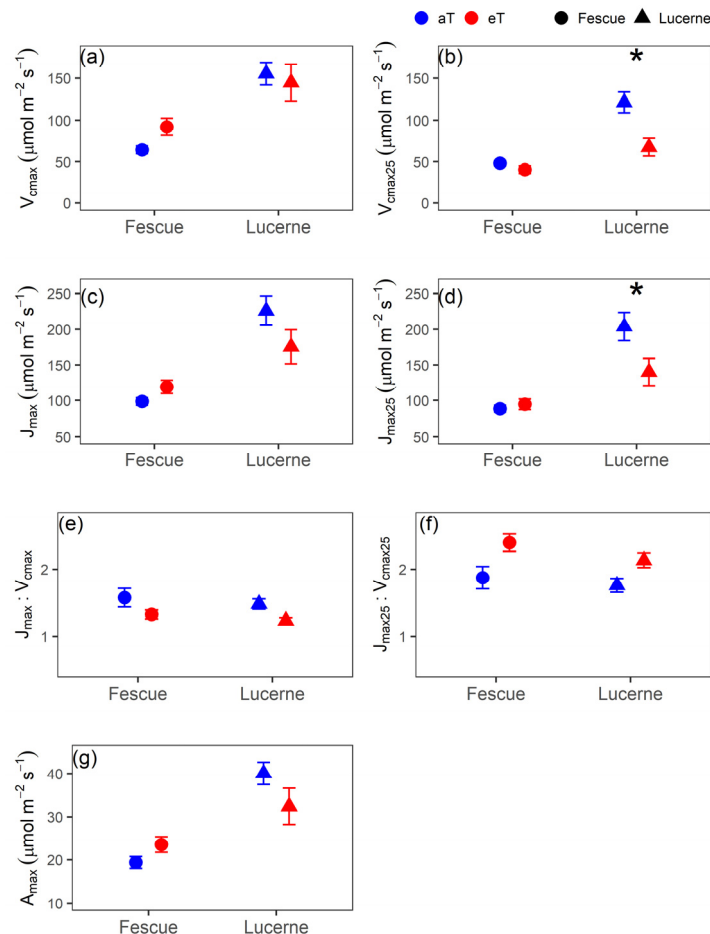 aT eT Fescue Lucerne
(a) (b) *
150 150
100 100
50 50
0 0
Vcmax (μmol m−2 s−1) Vcmax25 (μmol m−2 s−1)
Fescue Lucerne Fescue Lucerne
(c) (d) *
250 250
200 200
150 150
100 100
50 50
Jmax (μmol m−2 s−1) Jmax25 (μmol m−2 s−1)
Fescue Lucerne Fescue Lucerne
(e) (f)
2 2
1 1
Jmax : Vcmax Jmax25 : Vcmax25
Fescue Lucerne Fescue Lucerne
(g)
40
30
20
10
Amax (μmol m−2 s−1)
Fescue Lucerne